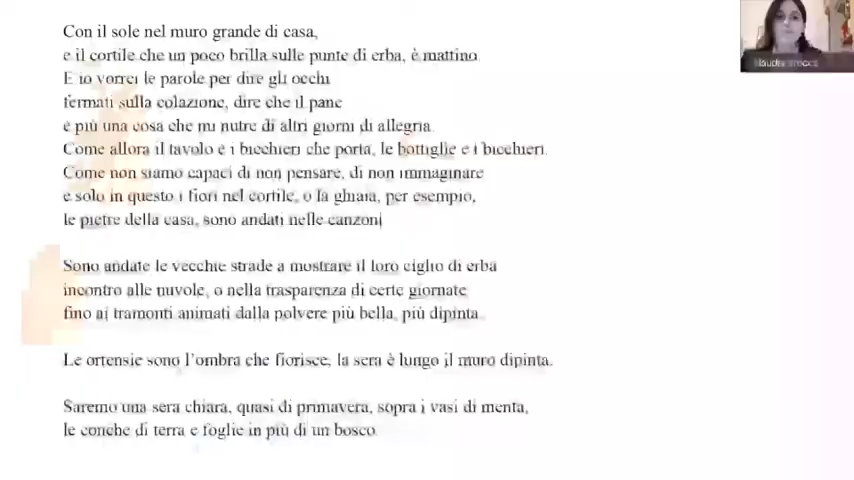 Con il sole nel muro grande di casa,
e il cortile che un poco brilla sulle punte di erba, è mattino.
E io vorrei le parole per dire gli occhi
fermati sulla colazione, dire che il pane
è più una cosa che mi nutre di altri giorni di allegria.
Come allora il tavolo e i bicchieri che porta, le bottiglie e i bicchieri.
Come non siamo capaci di non pensare, di non immaginare
e solo in questo i fiori nel cortile, o la ghiaia, per esempio,
le pietre della casa, sono andati nelle canzoni
Sono andate le vecchie strade a mostrare il loro ciglio di erba
incontro alle nuvole, o nella trasparenza di certe giornate
fino ai tramonti animati dalla polvere più bella, più dipinta.
Le ortensie sono l'ombra che fiorisce, la sera è lungo il muro dipinta.
Saremo una sera chiara, quasi di primavera, sopra i vasi di menta,
le conche di terra e foglie in più di un bosco.